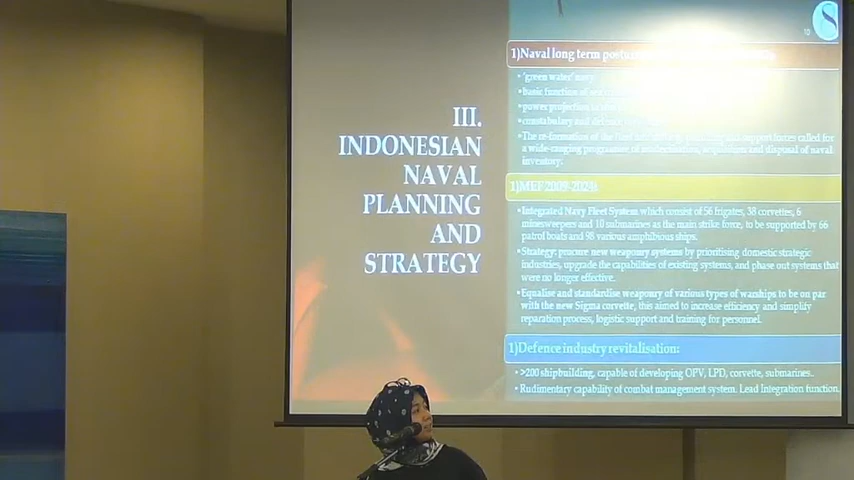 III.
INDONESIAN
NAVAL
PLANNING
AND
STRATEGY
10
1)Naval long term
•'green water' navy.
•basic function of
•power projection
•constabulary and
•The re-formation of the support forces called for
a wide-ranging programme of modernisation, acquisitions and disposal of naval
inventory.
1)MEF 2009-2024:
•Integrated Navy Fleet System which consist of 56 frigates, 38 corvettes, 6
minesweepers and 10 submarines as the main strike force, to be supported by 66
patrol boats and 98 various amphibious ships.
•Strategy: procure new weaponry systems by prioritising domestic strategic
industries, upgrade the capabilities of existing systems, and phase out systems that
were no longer effective.
•Equalise and standardise weaponry of various types of warships to be on par
with the new Sigma corvette, this aimed to increase efficiency and simplify
reparation process, logistic support and training for personnel.
1)Defence industry revitalisation:
•>200 shipbuilding, capable of developing OPV, LPD, corvette, submarines.
•Rudimentary capability of combat management system. Lead Integration function.